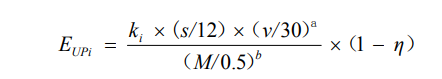 E_{UPi} = \frac{k_i × (s/12) × (v/30)^a}{(M/0.5)^b} × (1 − η)